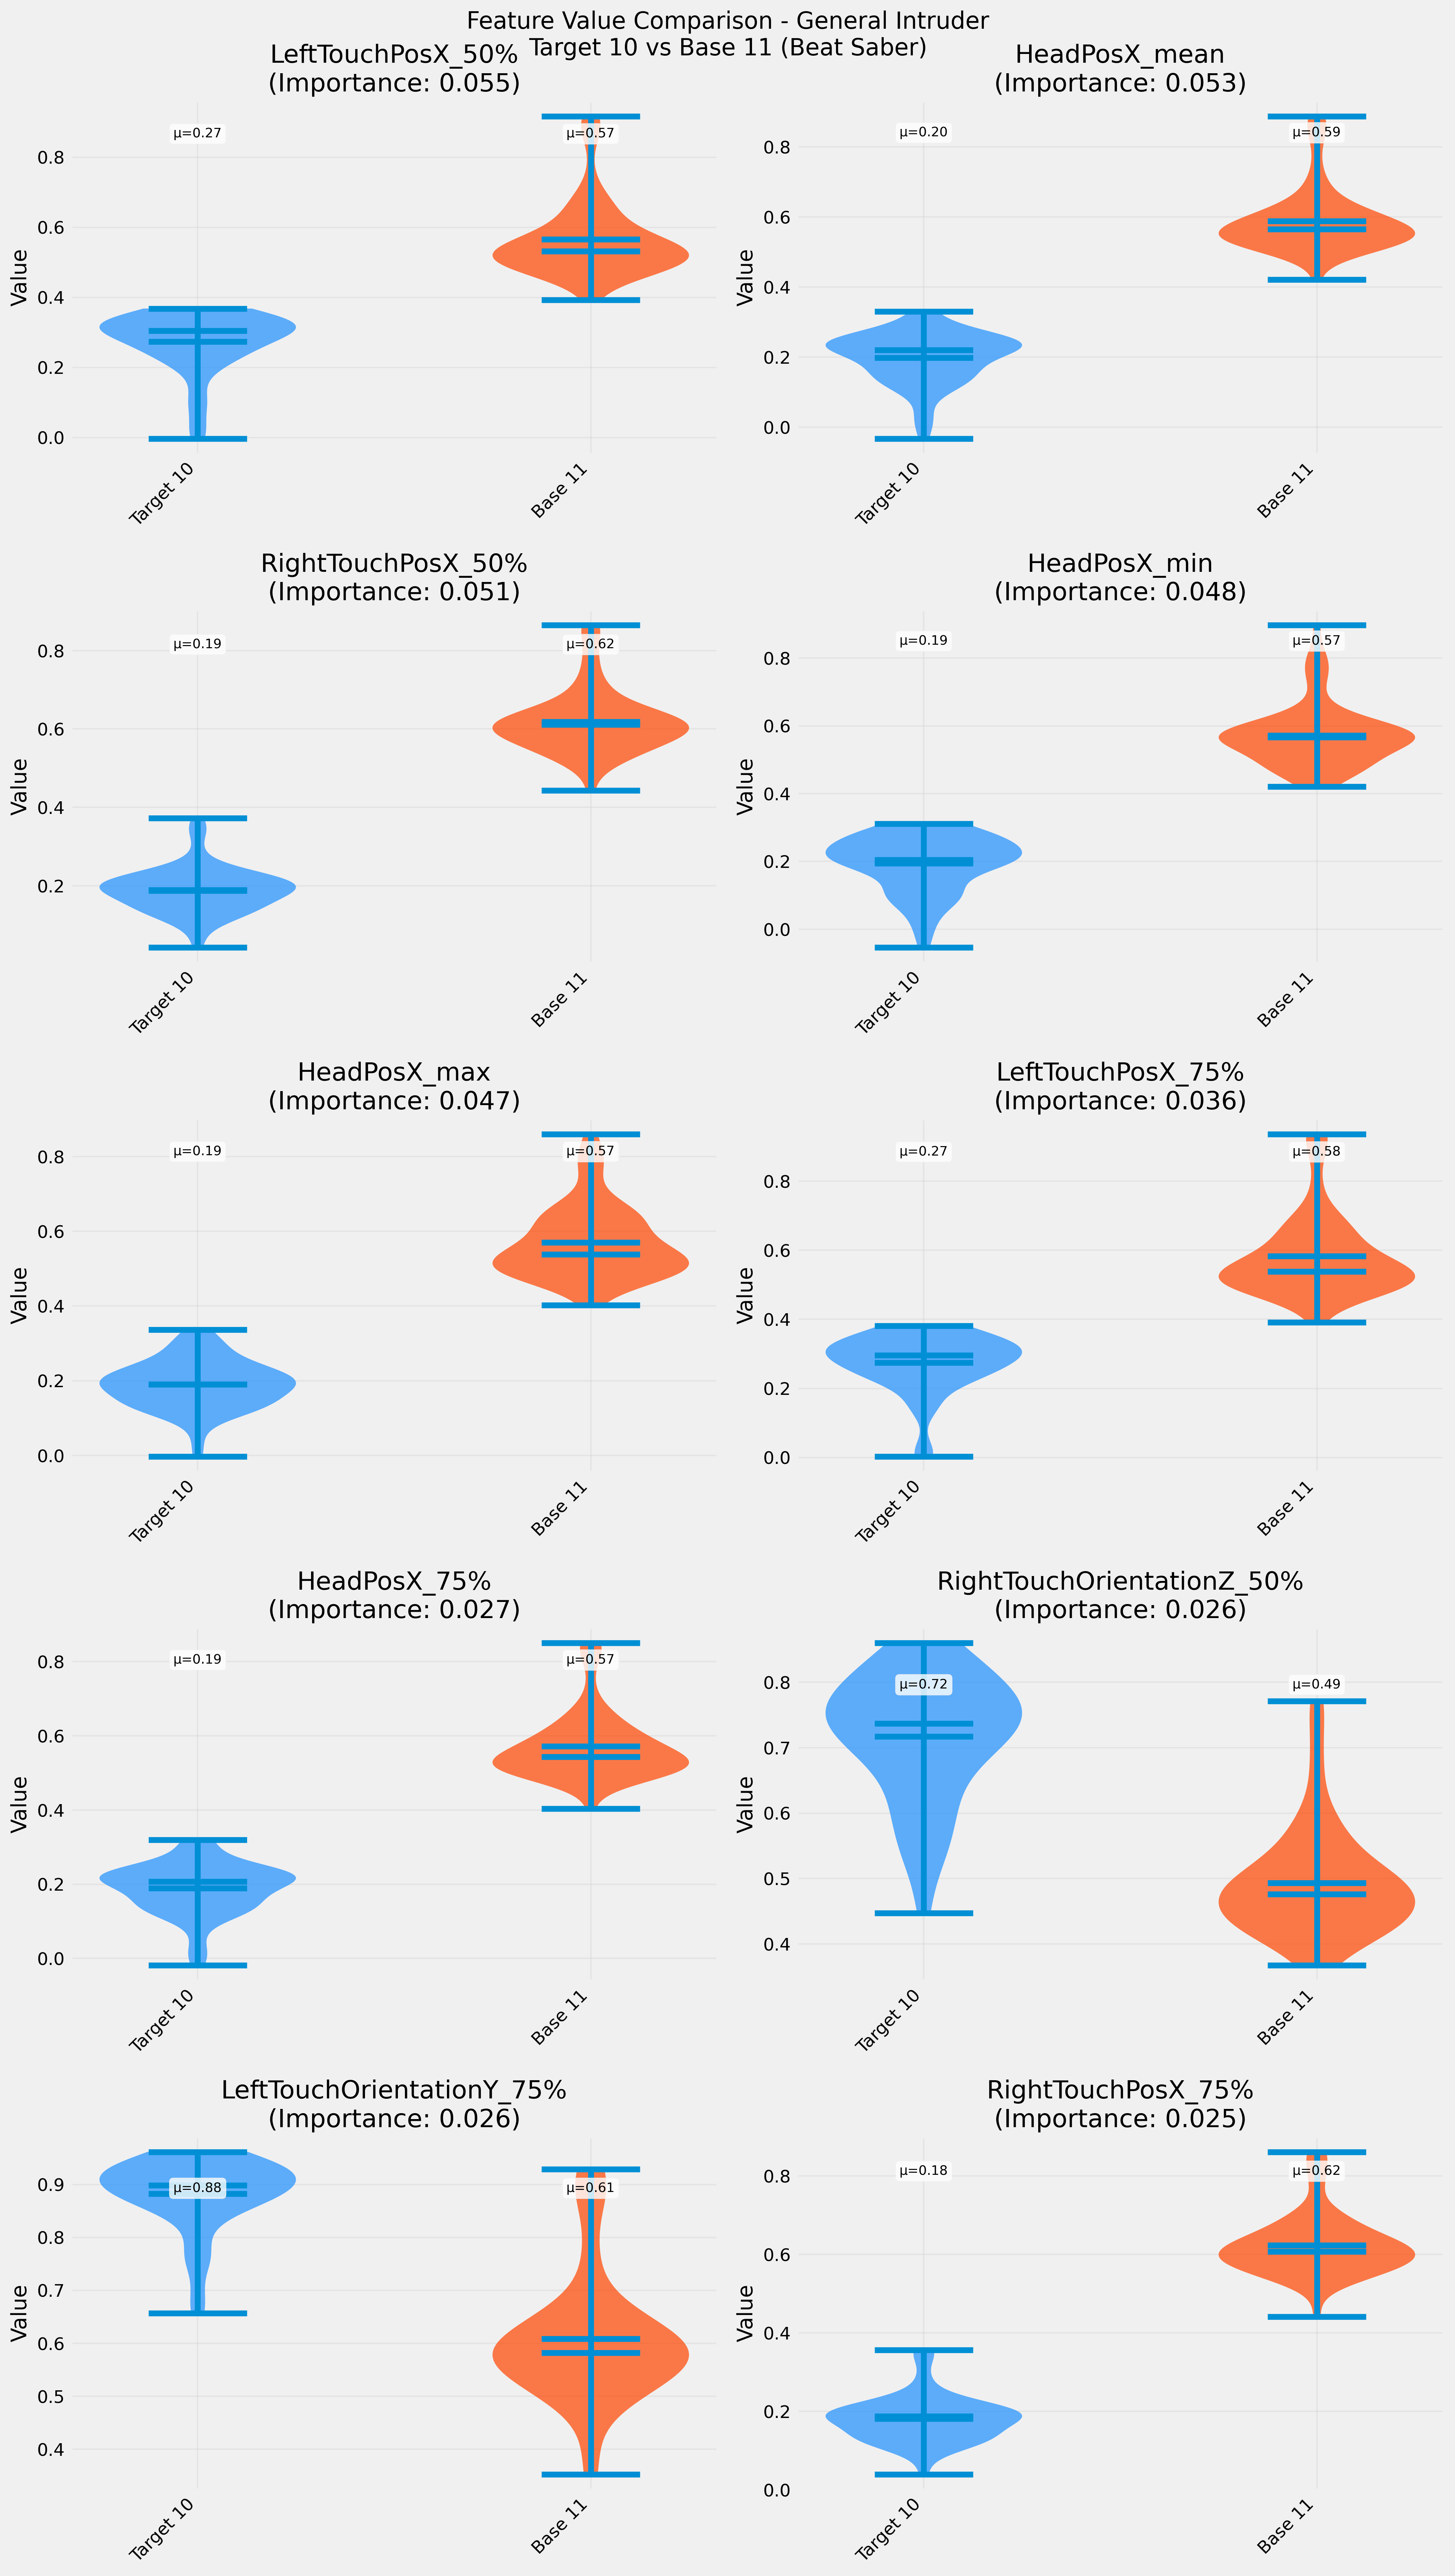 Feature Value Comparison - General Intruder
Target 10 vs Base 11 (Beat Saber)
LeftTouchPosX_50%
(Importance: 0.055)
μ=0.27
μ=0.57
0.8
0.6
0.4
0.2
0.0
Value
Target 10
Base 11
HeadPosX_mean
(Importance: 0.053)
μ=0.20
μ=0.59
0.8
0.6
0.4
0.2
0.0
Value
Target 10
Base 11
RightTouchPosX_50%
(Importance: 0.051)
μ=0.19
μ=0.62
0.8
0.6
0.4
0.2
Value
Target 10
Base 11
HeadPosX_min
(Importance: 0.048)
μ=0.19
μ=0.57
0.8
0.6
0.4
0.2
0.0
Value
Target 10
Base 11
HeadPosX_max
(Importance: 0.047)
μ=0.19
μ=0.57
0.8
0.6
0.4
0.2
0.0
Value
Target 10
Base 11
LeftTouchPosX_75%
(Importance: 0.036)
μ=0.27
μ=0.58
0.8
0.6
0.4
0.2
0.0
Value
Target 10
Base 11
HeadPosX_75%
(Importance: 0.027)
μ=0.19
μ=0.57
0.8
0.6
0.4
0.2
0.0
Value
Target 10
Base 11
RightTouchOrientationZ_50%
(Importance: 0.026)
μ=0.72
μ=0.49
0.8
0.7
0.6
0.5
0.4
Value
Target 10
Base 11
LeftTouchOrientationY_75%
(Importance: 0.026)
μ=0.88
μ=0.61
0.9
0.8
0.7
0.6
0.5
0.4
Value
Target 10
Base 11
RightTouchPosX_75%
(Importance: 0.025)
μ=0.18
μ=0.62
0.8
0.6
0.4
0.2
0.0
Value
Target 10
Base 11